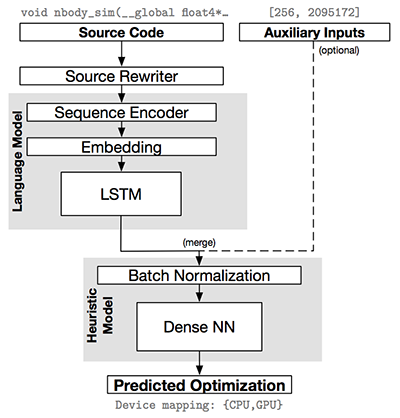 void nbody_sim(__global float4*…
[256, 2095172]
Source Code
Auxiliary Inputs
(optional)
Source Rewriter
Language Model
Sequence Encoder
Embedding
LSTM
(merge)
Heuristic
Model
Batch Normalization
Dense NN
Predicted Optimization
Device mapping: {CPU,GPU}